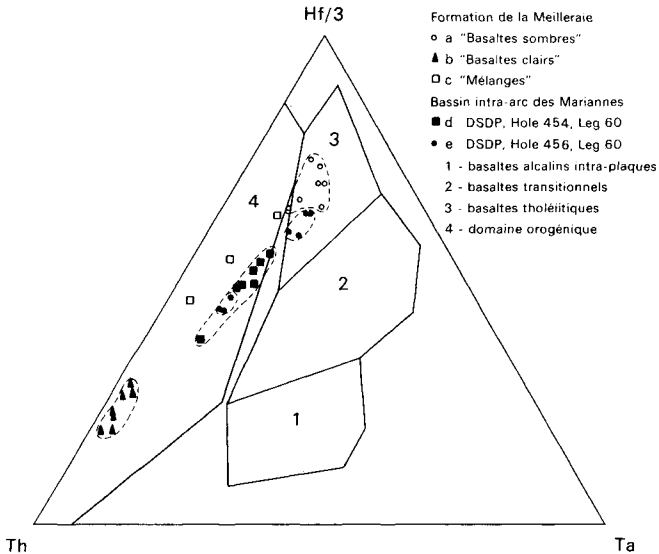 Hf/3
Formation de la Meilleraie
a "Basaltes sombres"
b "Basaltes clairs"
c "Mélanges"
Bassin intra-arc des Mariannes
d DSDP, Hole 454, Leg 60
e DSDP, Hole 456, Leg 60
1 - basaltes alcalins intra-plaques
2 - basaltes transitionnels
3 - basaltes tholéiitiques
4 - domaine orogénique
3
4
2
1
Th
Ta